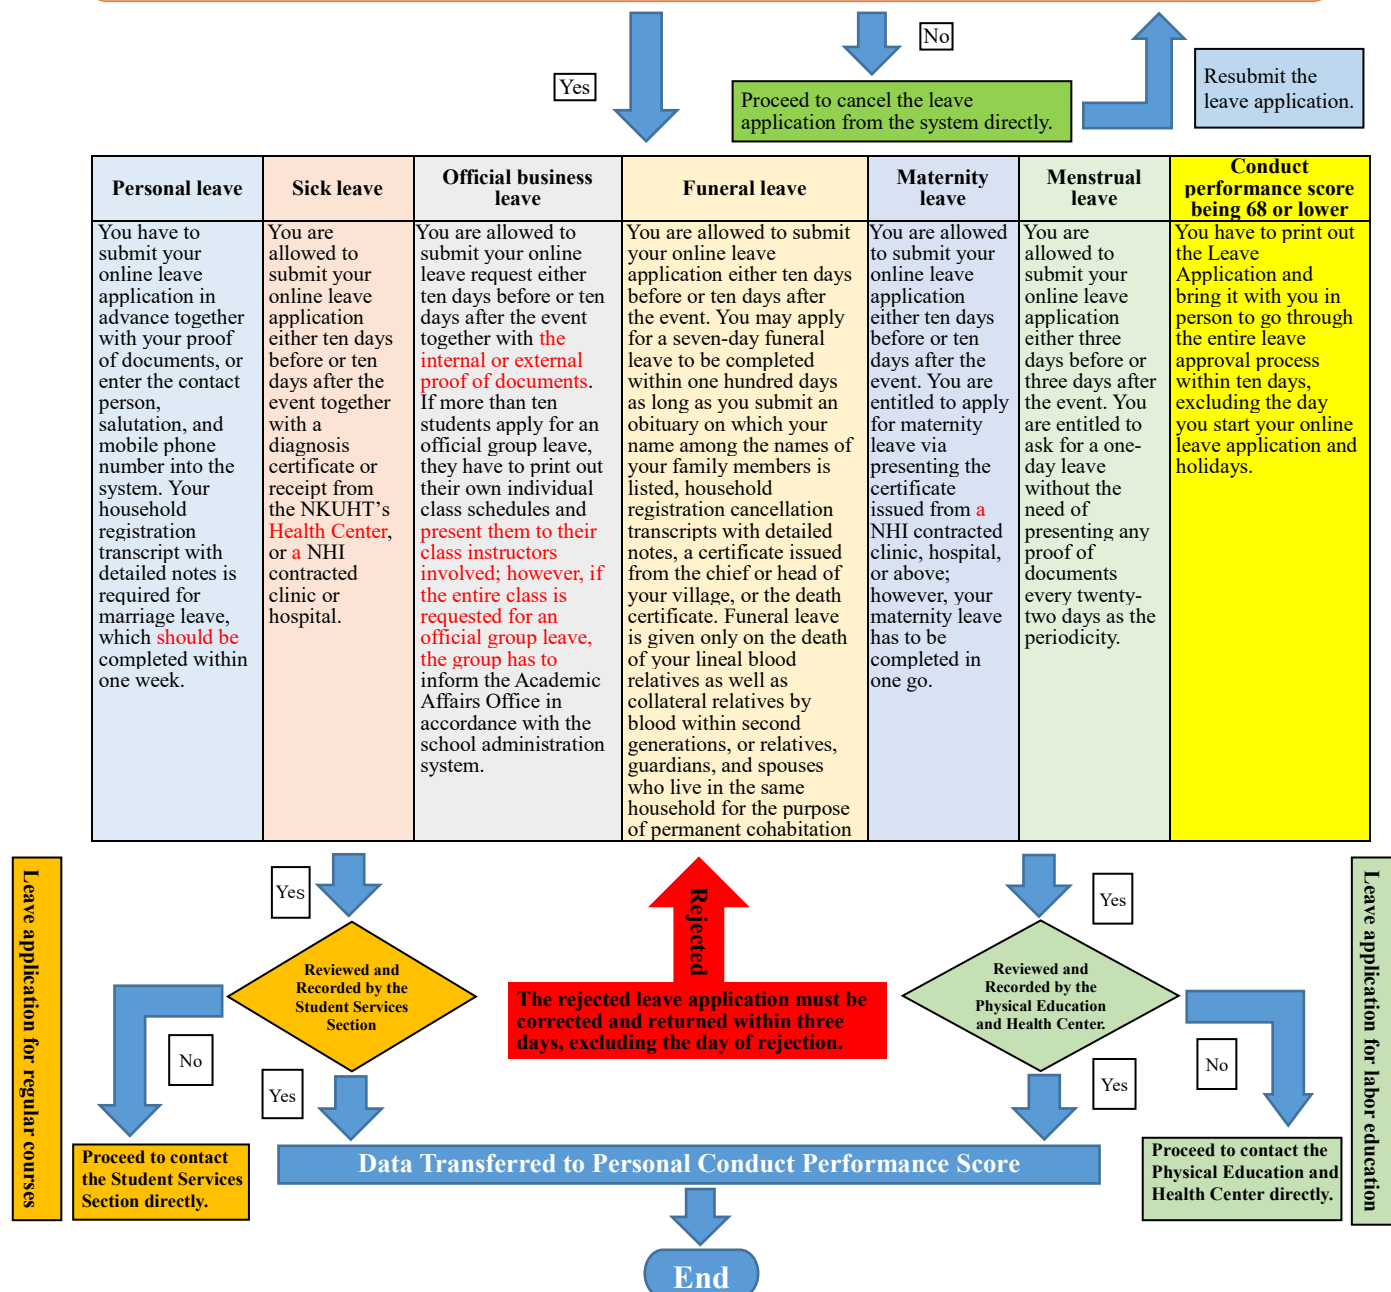 No
Yes
Proceed to cancel the leave
application from the system directly.
Resubmit the
leave application.
Personal leave
Sick leave
Official business
leave
Funeral leave
Maternity
leave
Menstrual
leave
Conduct
performance score
being 68 or lower
You have to
submit your
online leave
application in
advance together
with your proof
of documents, or
enter the contact
person,
salutation, and
mobile phone
number into the
system. Your
household
registration
transcript with
detailed notes is
required for
marriage leave,
which should be
completed within
one week.
You are
allowed to
submit your
online leave
application
either ten days
before or ten
days after the
event together
with a
diagnosis
certificate or
receipt from
the NKUHT’s
Health Center,
or a NHI
contracted
clinic or
hospital.
You are allowed to
submit your online
leave request either
ten days before or ten
days after the event
together with the
internal or external
proof of documents.
If more than ten
students apply for an
official group leave,
they have to print out
their own individual
class schedules and
present them to their
class instructors
involved; however, if
the entire class is
requested for an
official group leave,
the group has to
inform the Academic
Affairs Office in
accordance with the
school administration
system.
You are allowed to submit
your online leave
application either ten days
before or ten days after
the event. You may apply
for a seven-day funeral
leave to be completed
within one hundred days
as long as you submit an
obituary on which your
name among the names of
your family members is
listed, household
registration cancellation
transcripts with detailed
notes, a certificate issued
from the chief or head of
your village, or the death
certificate. Funeral leave
is given only on the death
of your lineal blood
relatives as well as
collateral relatives by
blood within second
generations, or relatives,
guardians, and spouses
who live in the same
household for the purpose
of permanent cohabitation
You are allowed
to submit your
online leave
application
either ten days
before or ten
days after the
event. You are
entitled to apply
for maternity
leave via
presenting the
certificate
issued from a
NHI contracted
clinic, hospital,
or above;
however, your
maternity leave
has to be
completed in
one go.
You are
allowed to
submit your
online leave
application
either three
days before or
three days after
the event. You
are entitled to
ask for a one-
day leave
without the
need of
presenting any
proof of
documents
every twenty-
two days as the
periodicity.
You have to print out
the Leave
Application and
bring it with you in
person to go through
the entire leave
approval process
within ten days,
excluding the day
you start your online
leave application and
holidays.
Leave application for regular courses
Yes
Reviewed and
Recorded by the
Student Services
Section
No
Yes
Proceed to contact
the Student Services
Section directly.
Rejected
The rejected leave application must be
corrected and returned within three
days, excluding the day of rejection.
Yes
Reviewed and
Recorded by the
Physical Education
and Health Center.
No
Yes
Proceed to contact the
Physical Education and
Health Center directly.
Leave application for labor education
Data Transferred to Personal Conduct Performance Score
End